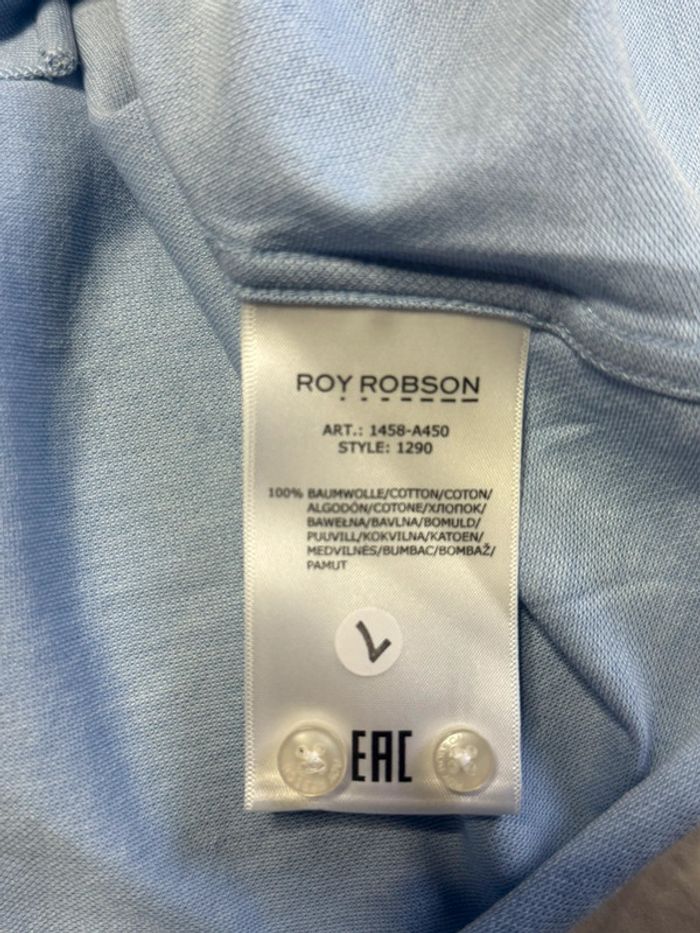 ROY ROBSON
ART.: 1458-A450
STYLE: 1290
100% BAUMWOLLE/COTTON/COTON/
ALGODÓN/COTONE/ХЛОПОК/
BAWEŁNA/BAVLNA/BOMULD/
PUUVILL/KOKVILNA/KATOEN/
MEDVILNĖS/BUMBAC/BOMBAŽ/
PAMUT
EAC